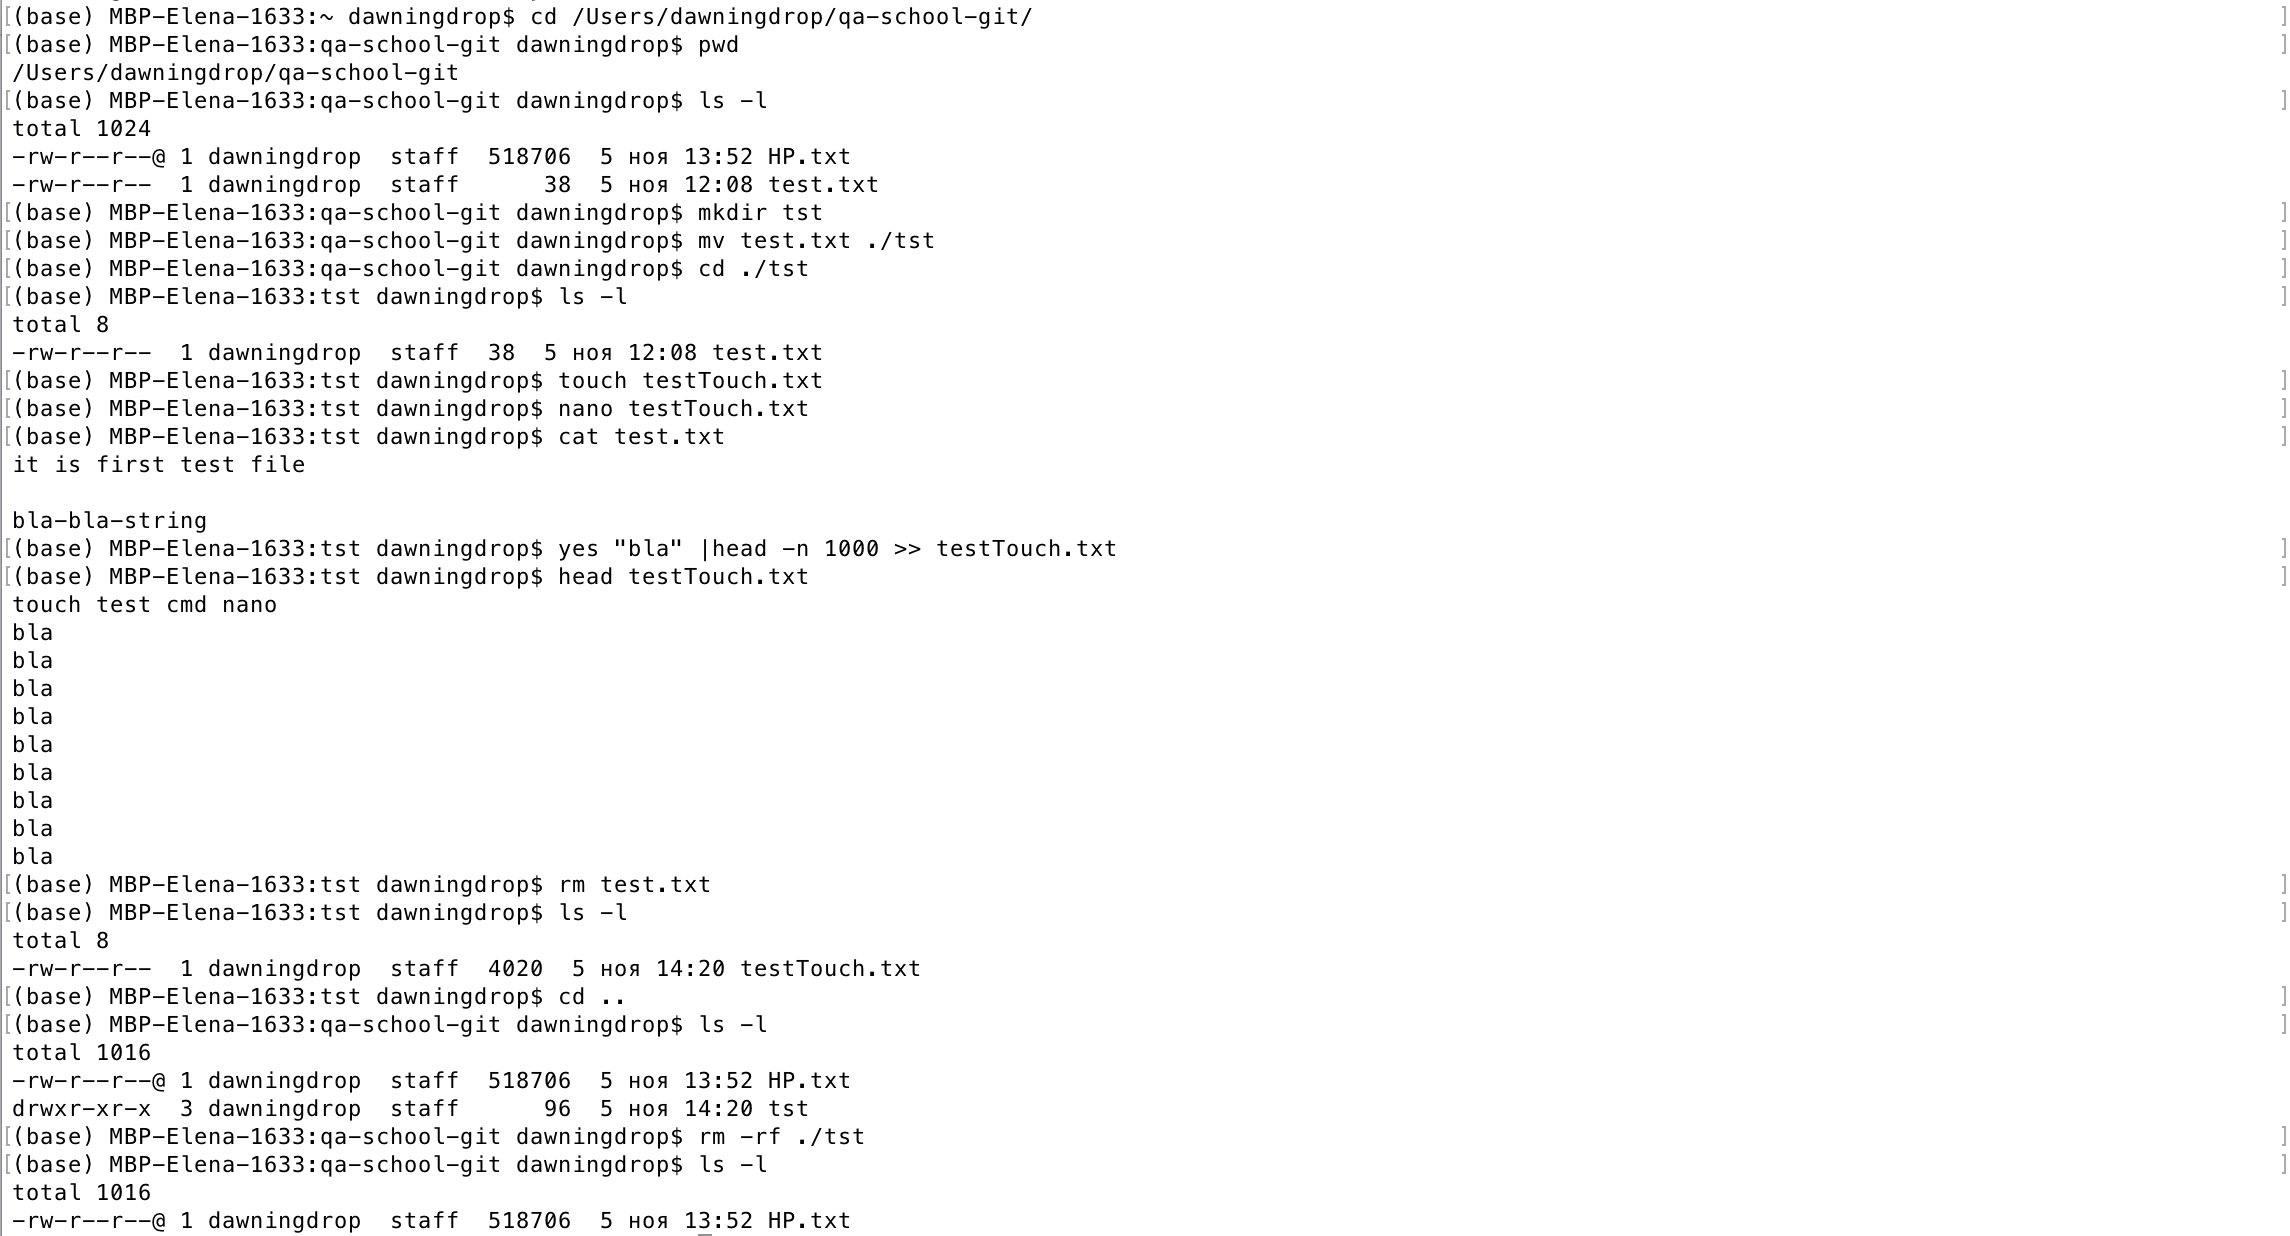 [(base) MBP-Elena-1633:~ dawningdrop$ cd /Users/dawningdrop/qa-school-git/ ]
[(base) MBP-Elena-1633:qa-school-git dawningdrop$ pwd ]
/Users/dawningdrop/qa-school-git
[(base) MBP-Elena-1633:qa-school-git dawningdrop$ ls -l ]
total 1024
-rw-r--r--@ 1 dawningdrop  staff  518706  5 ноя 13:52 HP.txt
-rw-r--r--  1 dawningdrop  staff      38  5 ноя 12:08 test.txt
[(base) MBP-Elena-1633:qa-school-git dawningdrop$ mkdir tst ]
[(base) MBP-Elena-1633:qa-school-git dawningdrop$ mv test.txt ./tst ]
[(base) MBP-Elena-1633:qa-school-git dawningdrop$ cd ./tst ]
[(base) MBP-Elena-1633:tst dawningdrop$ ls -l ]
total 8
-rw-r--r--  1 dawningdrop  staff  38  5 ноя 12:08 test.txt
[(base) MBP-Elena-1633:tst dawningdrop$ touch testTouch.txt ]
[(base) MBP-Elena-1633:tst dawningdrop$ nano testTouch.txt ]
[(base) MBP-Elena-1633:tst dawningdrop$ cat test.txt ]
it is first test file
bla-bla-string
[(base) MBP-Elena-1633:tst dawningdrop$ yes "bla" |head -n 1000 >> testTouch.txt ]
[(base) MBP-Elena-1633:tst dawningdrop$ head testTouch.txt ]
touch test cmd nano
bla
bla
bla
bla
bla
bla
bla
bla
bla
[(base) MBP-Elena-1633:tst dawningdrop$ rm test.txt ]
[(base) MBP-Elena-1633:tst dawningdrop$ ls -l ]
total 8
-rw-r--r--  1 dawningdrop  staff  4020  5 ноя 14:20 testTouch.txt
[(base) MBP-Elena-1633:tst dawningdrop$ cd .. ]
[(base) MBP-Elena-1633:qa-school-git dawningdrop$ ls -l ]
total 1016
-rw-r--r--@ 1 dawningdrop  staff  518706  5 ноя 13:52 HP.txt
drwxr-xr-x  3 dawningdrop  staff      96  5 ноя 14:20 tst
[(base) MBP-Elena-1633:qa-school-git dawningdrop$ rm -rf ./tst ]
[(base) MBP-Elena-1633:qa-school-git dawningdrop$ ls -l ]
total 1016
-rw-r--r--@ 1 dawningdrop  staff  518706  5 ноя 13:52 HP.txt